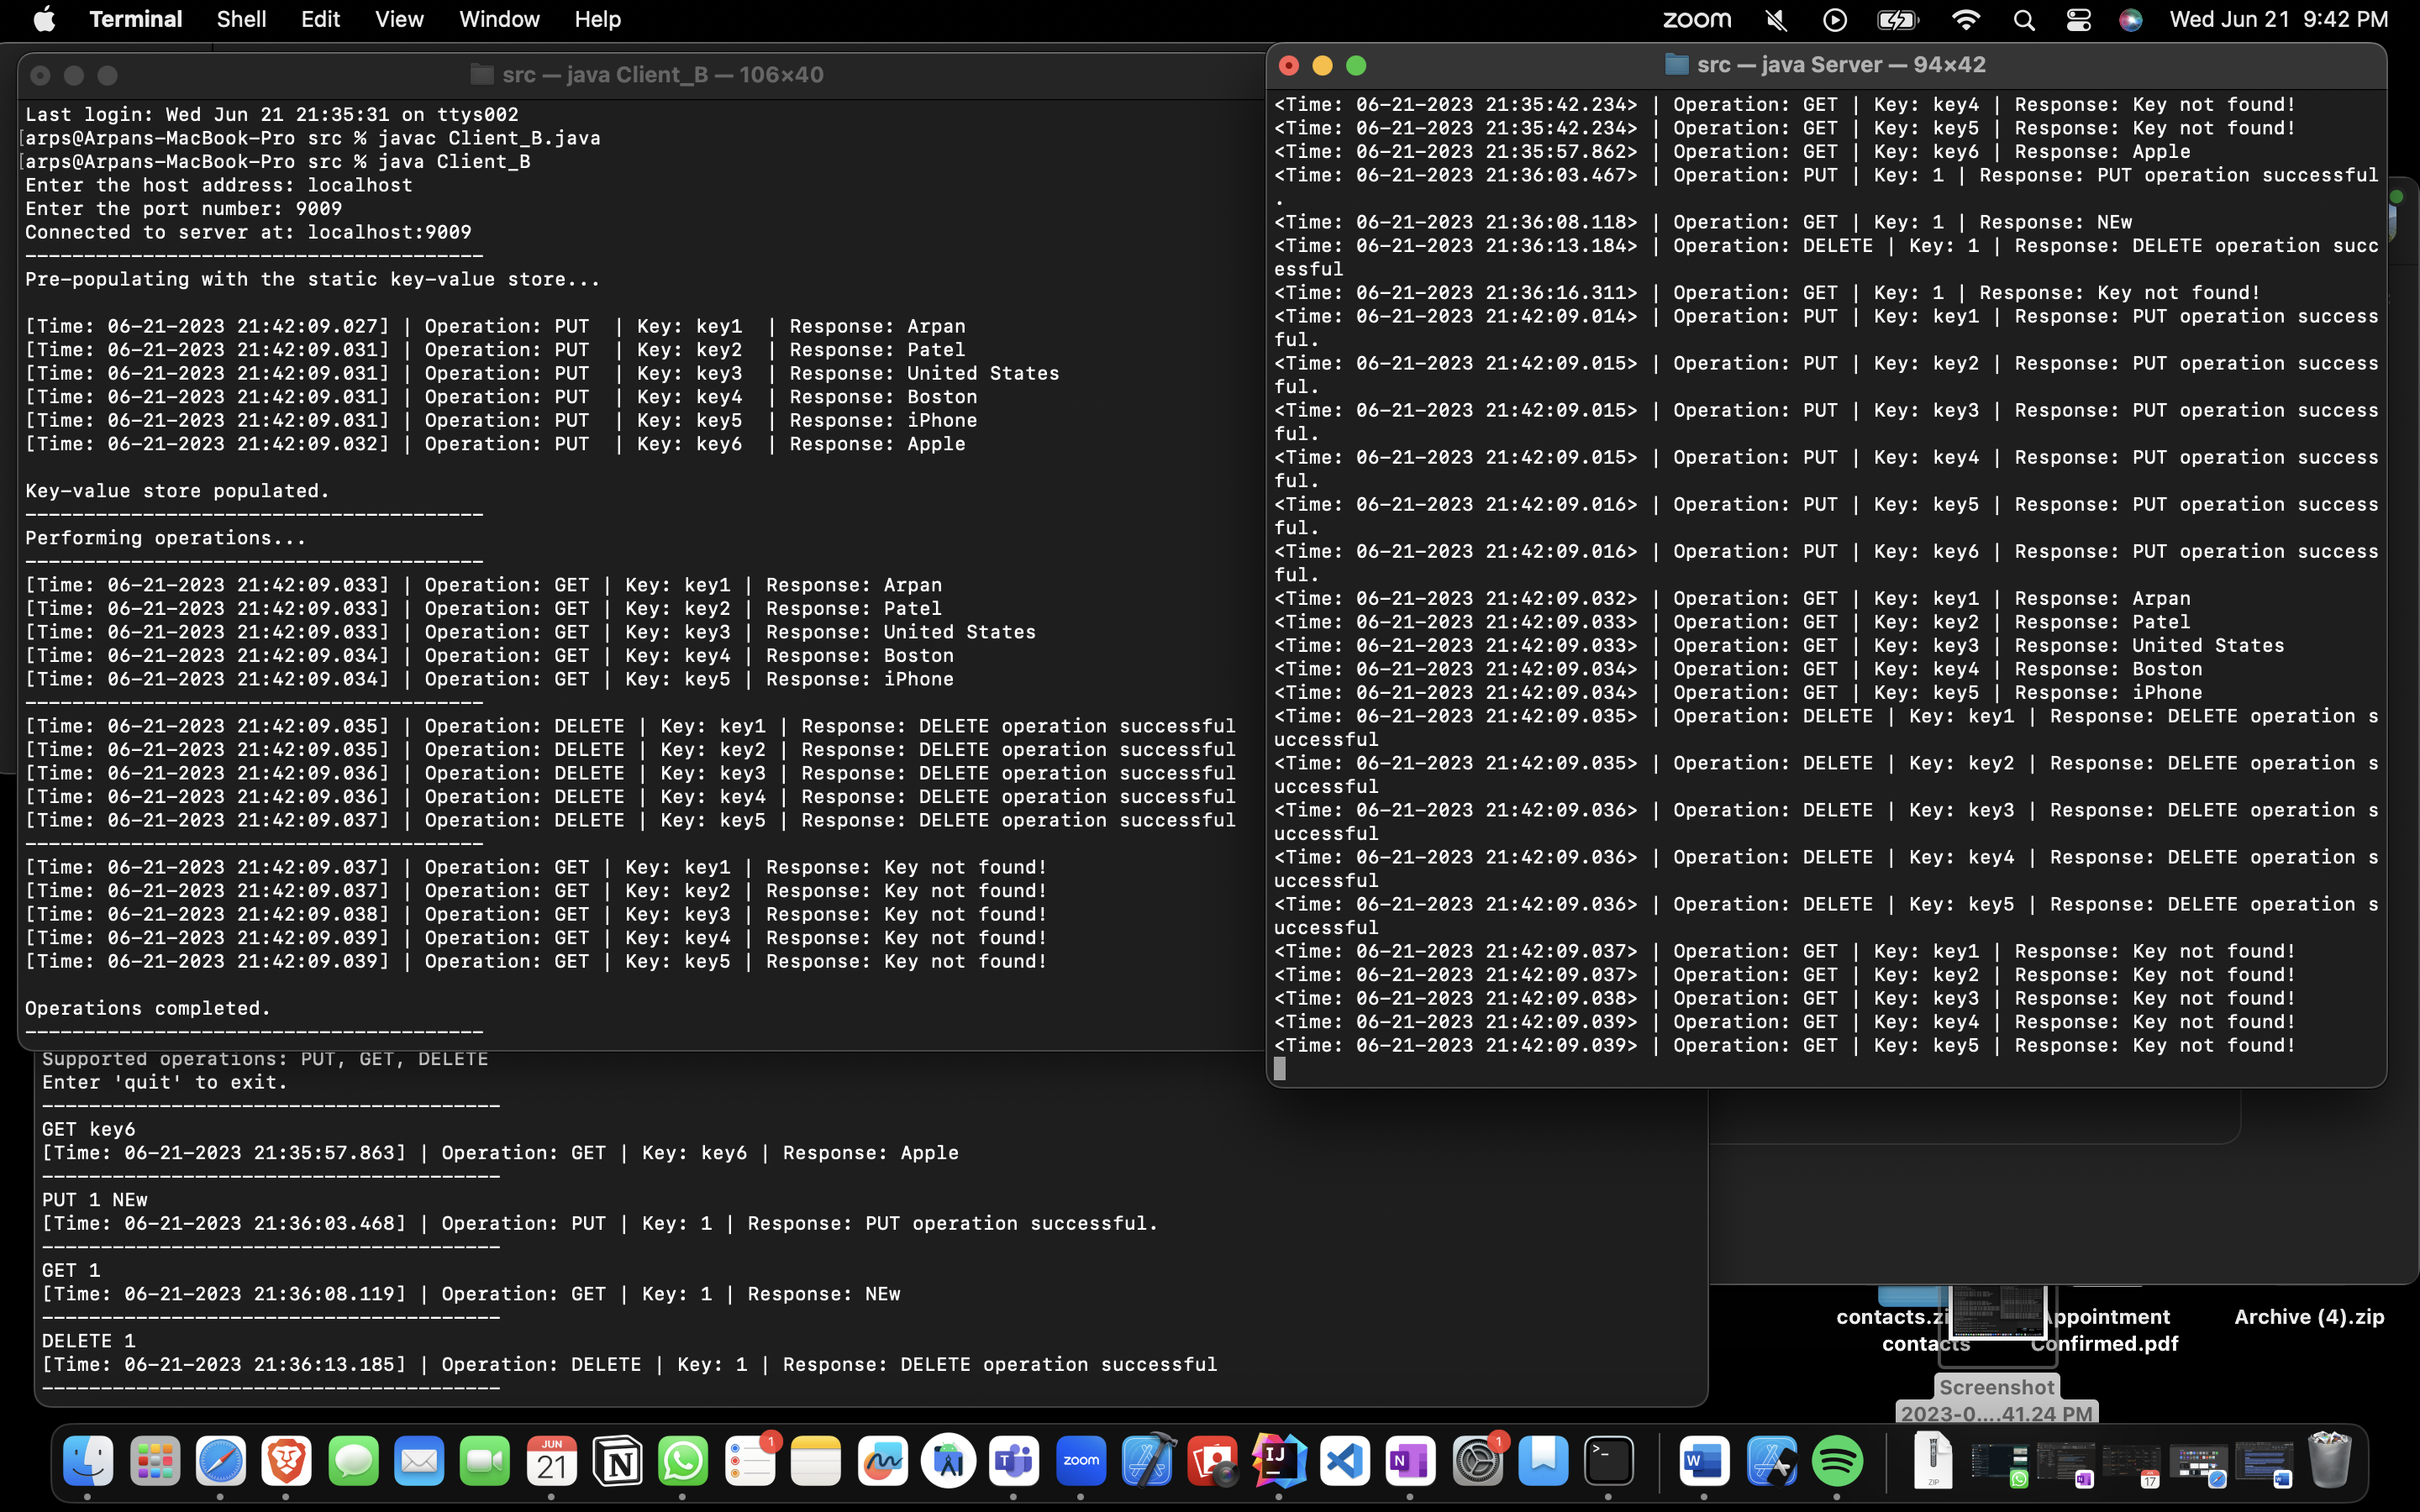 Terminal Shell Edit View Window Help
zoom Wed Jun 21 9:42 PM
src — java Client_B — 106×40
Last login: Wed Jun 21 21:35:31 on ttys002
[arps@Arpans-MacBook-Pro src % javac Client_B.java
[arps@Arpans-MacBook-Pro src % java Client_B
Enter the host address: localhost
Enter the port number: 9009
Connected to server at: localhost:9009
---------------------------------------
Pre-populating with the static key-value store...
[Time: 06-21-2023 21:42:09.027] | Operation: PUT  | Key: key1  | Response: Arpan
[Time: 06-21-2023 21:42:09.031] | Operation: PUT  | Key: key2  | Response: Patel
[Time: 06-21-2023 21:42:09.031] | Operation: PUT  | Key: key3  | Response: United States
[Time: 06-21-2023 21:42:09.031] | Operation: PUT  | Key: key4  | Response: Boston
[Time: 06-21-2023 21:42:09.031] | Operation: PUT  | Key: key5  | Response: iPhone
[Time: 06-21-2023 21:42:09.032] | Operation: PUT  | Key: key6  | Response: Apple
Key-value store populated.
---------------------------------------
Performing operations...
---------------------------------------
[Time: 06-21-2023 21:42:09.033] | Operation: GET | Key: key1 | Response: Arpan
[Time: 06-21-2023 21:42:09.033] | Operation: GET | Key: key2 | Response: Patel
[Time: 06-21-2023 21:42:09.033] | Operation: GET | Key: key3 | Response: United States
[Time: 06-21-2023 21:42:09.034] | Operation: GET | Key: key4 | Response: Boston
[Time: 06-21-2023 21:42:09.034] | Operation: GET | Key: key5 | Response: iPhone
---------------------------------------
[Time: 06-21-2023 21:42:09.035] | Operation: DELETE | Key: key1 | Response: DELETE operation successful
[Time: 06-21-2023 21:42:09.035] | Operation: DELETE | Key: key2 | Response: DELETE operation successful
[Time: 06-21-2023 21:42:09.036] | Operation: DELETE | Key: key3 | Response: DELETE operation successful
[Time: 06-21-2023 21:42:09.036] | Operation: DELETE | Key: key4 | Response: DELETE operation successful
[Time: 06-21-2023 21:42:09.037] | Operation: DELETE | Key: key5 | Response: DELETE operation successful
---------------------------------------
[Time: 06-21-2023 21:42:09.037] | Operation: GET | Key: key1 | Response: Key not found!
[Time: 06-21-2023 21:42:09.037] | Operation: GET | Key: key2 | Response: Key not found!
[Time: 06-21-2023 21:42:09.038] | Operation: GET | Key: key3 | Response: Key not found!
[Time: 06-21-2023 21:42:09.039] | Operation: GET | Key: key4 | Response: Key not found!
[Time: 06-21-2023 21:42:09.039] | Operation: GET | Key: key5 | Response: Key not found!
Operations completed.
---------------------------------------
Supported operations: PUT, GET, DELETE
Enter 'quit' to exit.
---------------------------------------
GET key6
[Time: 06-21-2023 21:35:57.863] | Operation: GET | Key: key6 | Response: Apple
---------------------------------------
PUT 1 NEw
[Time: 06-21-2023 21:36:03.468] | Operation: PUT | Key: 1 | Response: PUT operation successful.
---------------------------------------
GET 1
[Time: 06-21-2023 21:36:08.119] | Operation: GET | Key: 1 | Response: NEw
---------------------------------------
DELETE 1
[Time: 06-21-2023 21:36:13.185] | Operation: DELETE | Key: 1 | Response: DELETE operation successful
---------------------------------------
src — java Server — 94×42
<Time: 06-21-2023 21:35:42.234> | Operation: GET | Key: key4 | Response: Key not found!
<Time: 06-21-2023 21:35:42.234> | Operation: GET | Key: key5 | Response: Key not found!
<Time: 06-21-2023 21:35:57.862> | Operation: GET | Key: key6 | Response: Apple
<Time: 06-21-2023 21:36:03.467> | Operation: PUT | Key: 1 | Response: PUT operation successful
.
<Time: 06-21-2023 21:36:08.118> | Operation: GET | Key: 1 | Response: NEw
<Time: 06-21-2023 21:36:13.184> | Operation: DELETE | Key: 1 | Response: DELETE operation succ
essful
<Time: 06-21-2023 21:36:16.311> | Operation: GET | Key: 1 | Response: Key not found!
<Time: 06-21-2023 21:42:09.014> | Operation: PUT | Key: key1 | Response: PUT operation success
ful.
<Time: 06-21-2023 21:42:09.015> | Operation: PUT | Key: key2 | Response: PUT operation success
ful.
<Time: 06-21-2023 21:42:09.015> | Operation: PUT | Key: key3 | Response: PUT operation success
ful.
<Time: 06-21-2023 21:42:09.015> | Operation: PUT | Key: key4 | Response: PUT operation success
ful.
<Time: 06-21-2023 21:42:09.016> | Operation: PUT | Key: key5 | Response: PUT operation success
ful.
<Time: 06-21-2023 21:42:09.016> | Operation: PUT | Key: key6 | Response: PUT operation success
ful.
<Time: 06-21-2023 21:42:09.032> | Operation: GET | Key: key1 | Response: Arpan
<Time: 06-21-2023 21:42:09.033> | Operation: GET | Key: key2 | Response: Patel
<Time: 06-21-2023 21:42:09.033> | Operation: GET | Key: key3 | Response: United States
<Time: 06-21-2023 21:42:09.034> | Operation: GET | Key: key4 | Response: Boston
<Time: 06-21-2023 21:42:09.034> | Operation: GET | Key: key5 | Response: iPhone
<Time: 06-21-2023 21:42:09.035> | Operation: DELETE | Key: key1 | Response: DELETE operation s
uccessful
<Time: 06-21-2023 21:42:09.035> | Operation: DELETE | Key: key2 | Response: DELETE operation s
uccessful
<Time: 06-21-2023 21:42:09.036> | Operation: DELETE | Key: key3 | Response: DELETE operation s
uccessful
<Time: 06-21-2023 21:42:09.036> | Operation: DELETE | Key: key4 | Response: DELETE operation s
uccessful
<Time: 06-21-2023 21:42:09.036> | Operation: DELETE | Key: key5 | Response: DELETE operation s
uccessful
<Time: 06-21-2023 21:42:09.037> | Operation: GET | Key: key1 | Response: Key not found!
<Time: 06-21-2023 21:42:09.037> | Operation: GET | Key: key2 | Response: Key not found!
<Time: 06-21-2023 21:42:09.038> | Operation: GET | Key: key3 | Response: Key not found!
<Time: 06-21-2023 21:42:09.039> | Operation: GET | Key: key4 | Response: Key not found!
<Time: 06-21-2023 21:42:09.039> | Operation: GET | Key: key5 | Response: Key not found!
contacts.zi ppointment Archive (4).zip
contacts Confirmed.pdf
Screenshot
2023-0....41.24 PM
JUN
21
1
zoom
IJ
N
1
W
ZIP
17